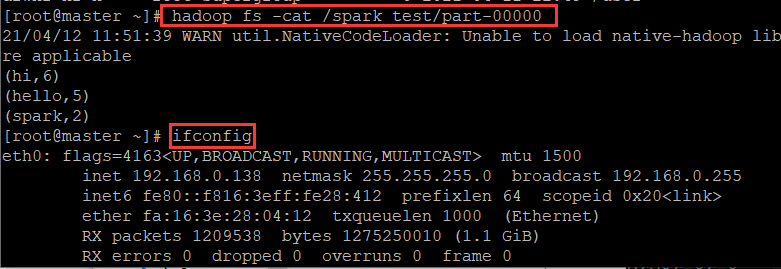 [root@master ~]# hadoop fs -cat /spark test/part-00000
21/04/12 11:51:39 WARN util.NativeCodeLoader: Unable to load native-hadoop lib
re applicable
(hi,6)
(hello,5)
(spark,2)
[root@master ~]# ifconfig
eth0: flags=4163<UP,BROADCAST,RUNNING,MULTICAST>  mtu 1500
        inet 192.168.0.138  netmask 255.255.255.0  broadcast 192.168.0.255
        inet6 fe80::f816:3eff:fe28:412  prefixlen 64  scopeid 0x20<link>
        ether fa:16:3e:28:04:12  txqueuelen 1000  (Ethernet)
        RX packets 1209538  bytes 1275250010 (1.1 GiB)
        RX errors 0  dropped 0  overruns 0  frame 0